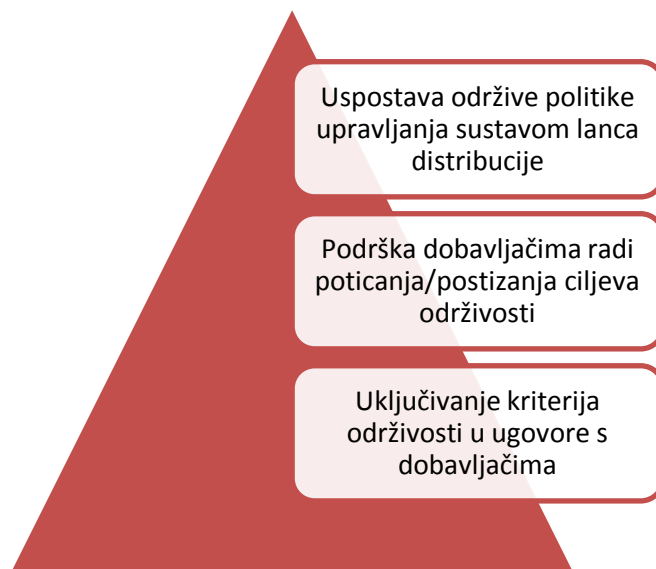 Uspostava održive politike
upravljanja sustavom lanca
distribucije
Podrška dobavljačima radi
poticanja/postizanja ciljeva
održivosti
Uključivanje kriterija
održivosti u ugovore s
dobavljačima